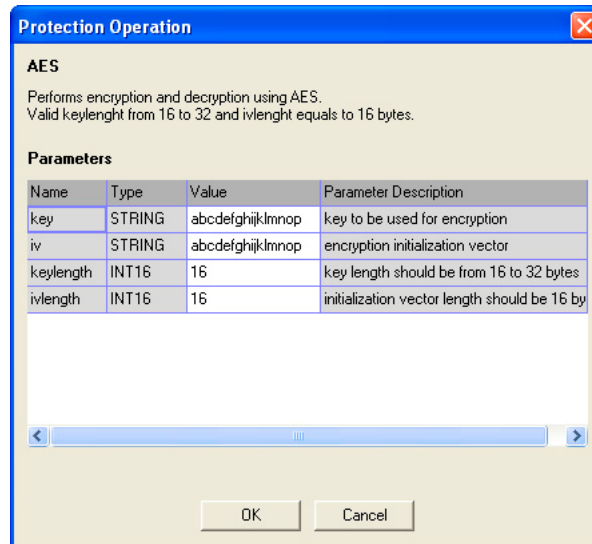 Protection Operation
AES
Performs encryption and decryption using AES.
Valid keylenght from 16 to 32 and ivlenght equals to 16 bytes.
Parameters
Name Type Value Parameter Description
key STRING abcdefghijklmnop key to be used for encryption
iv STRING abcdefghijklmnop encryption initialization vector
keylength INT16 16 key length should be from 16 to 32 bytes
ivlength INT16 16 initialization vector length should be 16 by
OK Cancel